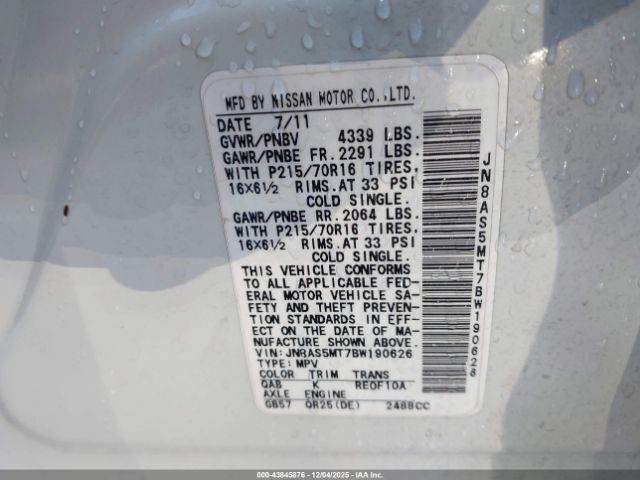 MFD BY NISSAN MOTOR CO.,LTD.
DATE 7/11
GVWR/PNBV 4339 LBS.
GAWR/PNBE FR. 2291 LBS.
WITH P215/70R16 TIRES,
16X6½ RIMS.AT 33 PSI
COLD SINGLE.
GAWR/PNBE RR. 2064 LBS.
WITH P215/70R16 TIRES,
16X6½ RIMS.AT 33 PSI
COLD SINGLE.
THIS VEHICLE CONFORMS
TO ALL APPLICABLE FED-
ERAL MOTOR VEHICLE SA-
FETY AND THEFT PREVEN-
TION STANDARDS IN EFF-
ECT ON THE DATE OF MA-
NUFACTURE SHOWN ABOVE.
VIN: JN8AS5MT7BW190626
TYPE: MPV
COLOR TRIM TRANS
QAB K RE0F10A
AXLE ENGINE
GB57 QR25(DE) 2488CC
JN8AS5MT7BW190626
000-43845876 - 12/04/2025 - IAAI.COM